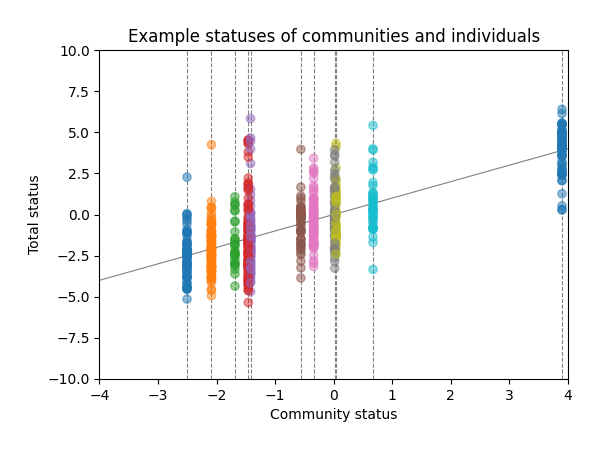 Example statuses of communities and individuals
10.0
7.5
5.0
2.5
0.0
−2.5
−5.0
−7.5
−10.0
Total status
−4 −3 −2 −1 0 1 2 3 4
Community status